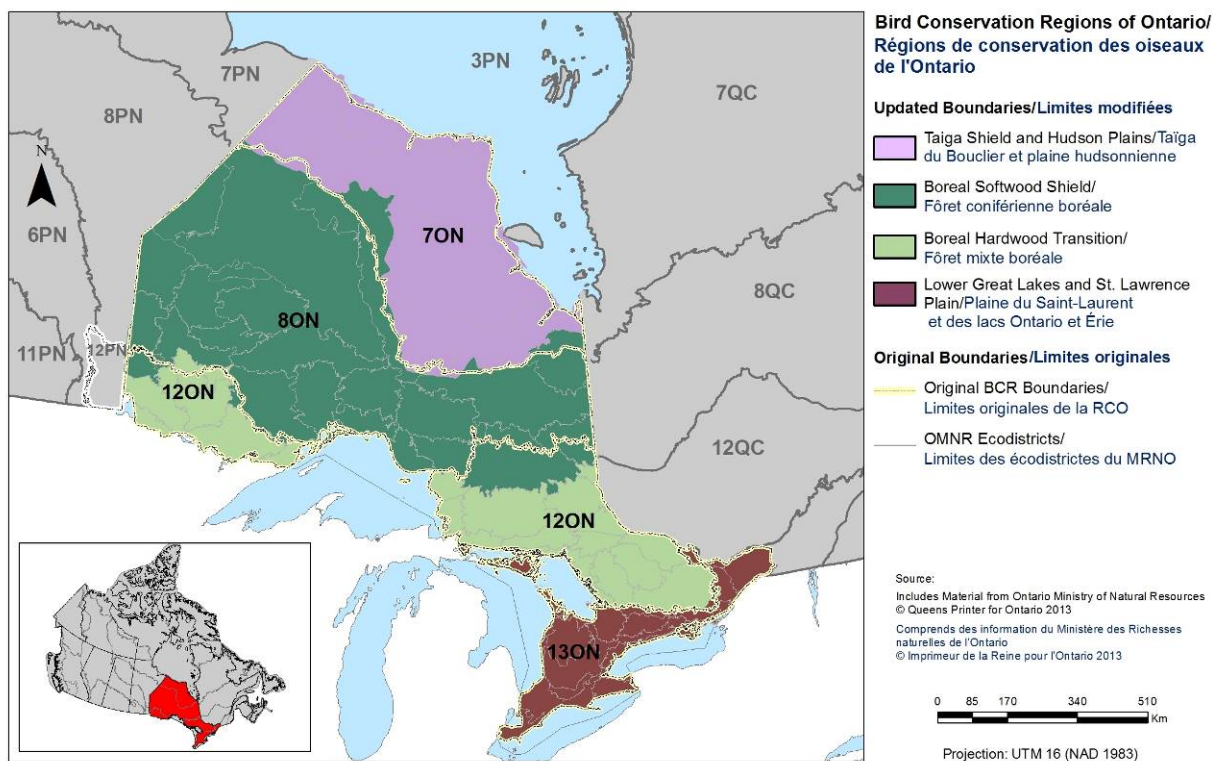 Bird Conservation Regions of Ontario/
Régions de conservation des oiseaux
de l'Ontario
Updated Boundaries/Limites modifiées
Taiga Shield and Hudson Plains/Taïga
du Bouclier et plaine hudsonnienne
Boreal Softwood Shield/
Fôret coniférienne boréale
Boreal Hardwood Transition/
Fôret mixte boréale
Lower Great Lakes and St. Lawrence
Plain/Plaine du Saint-Laurent
et des lacs Ontario et Érie
Original Boundaries/Limites originales
Original BCR Boundaries/
Limites originales de la RCO
OMNR Ecodistricts/
Limites des écodistrictes du MRNO
Source:
Includes Material from Ontario Ministry of Natural Resources
© Queens Printer for Ontario 2013
Comprends des information du Ministère des Richesses
naturelles de l'Ontario
© Imprimeur de la Reine pour l'Ontario 2013
0 85 170 340 510
Km
Projection: UTM 16 (NAD 1983)
7PN
3PN
7QC
8PN
N
6PN
7ON
8QC
8ON
11PN
12PN
12ON
12QC
12ON
13ON